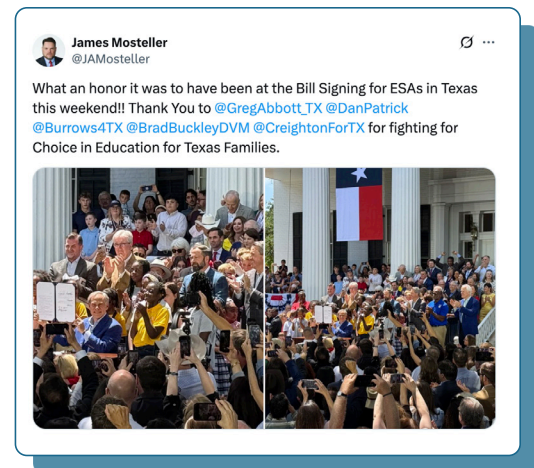 James Mosteller
@JAMosteller
What an honor it was to have been at the Bill Signing for ESAs in Texas
this weekend!! Thank You to @GregAbbott_TX @DanPatrick
@Burrows4TX @BradBuckleyDVM @CreightonForTX for fighting for
Choice in Education for Texas Families.